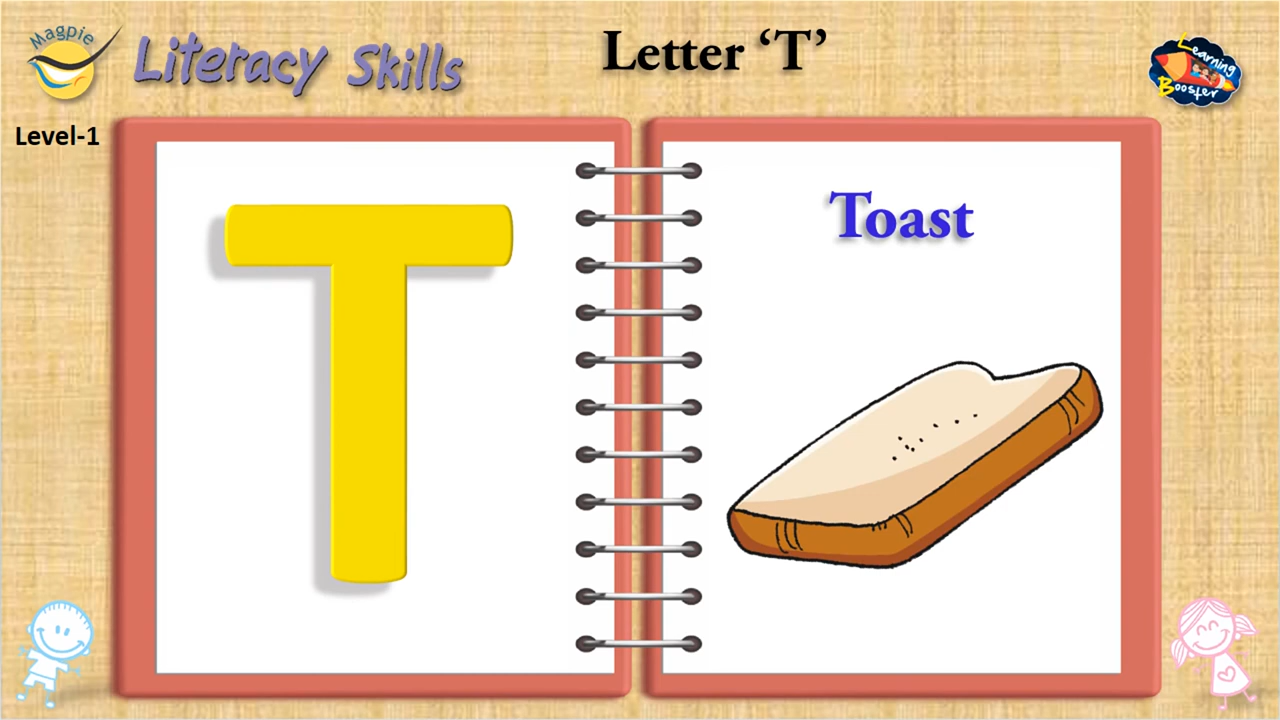 Magpie
Literacy Skills
Letter ‘T’
Learning
Booster
Level-1
T
Toast